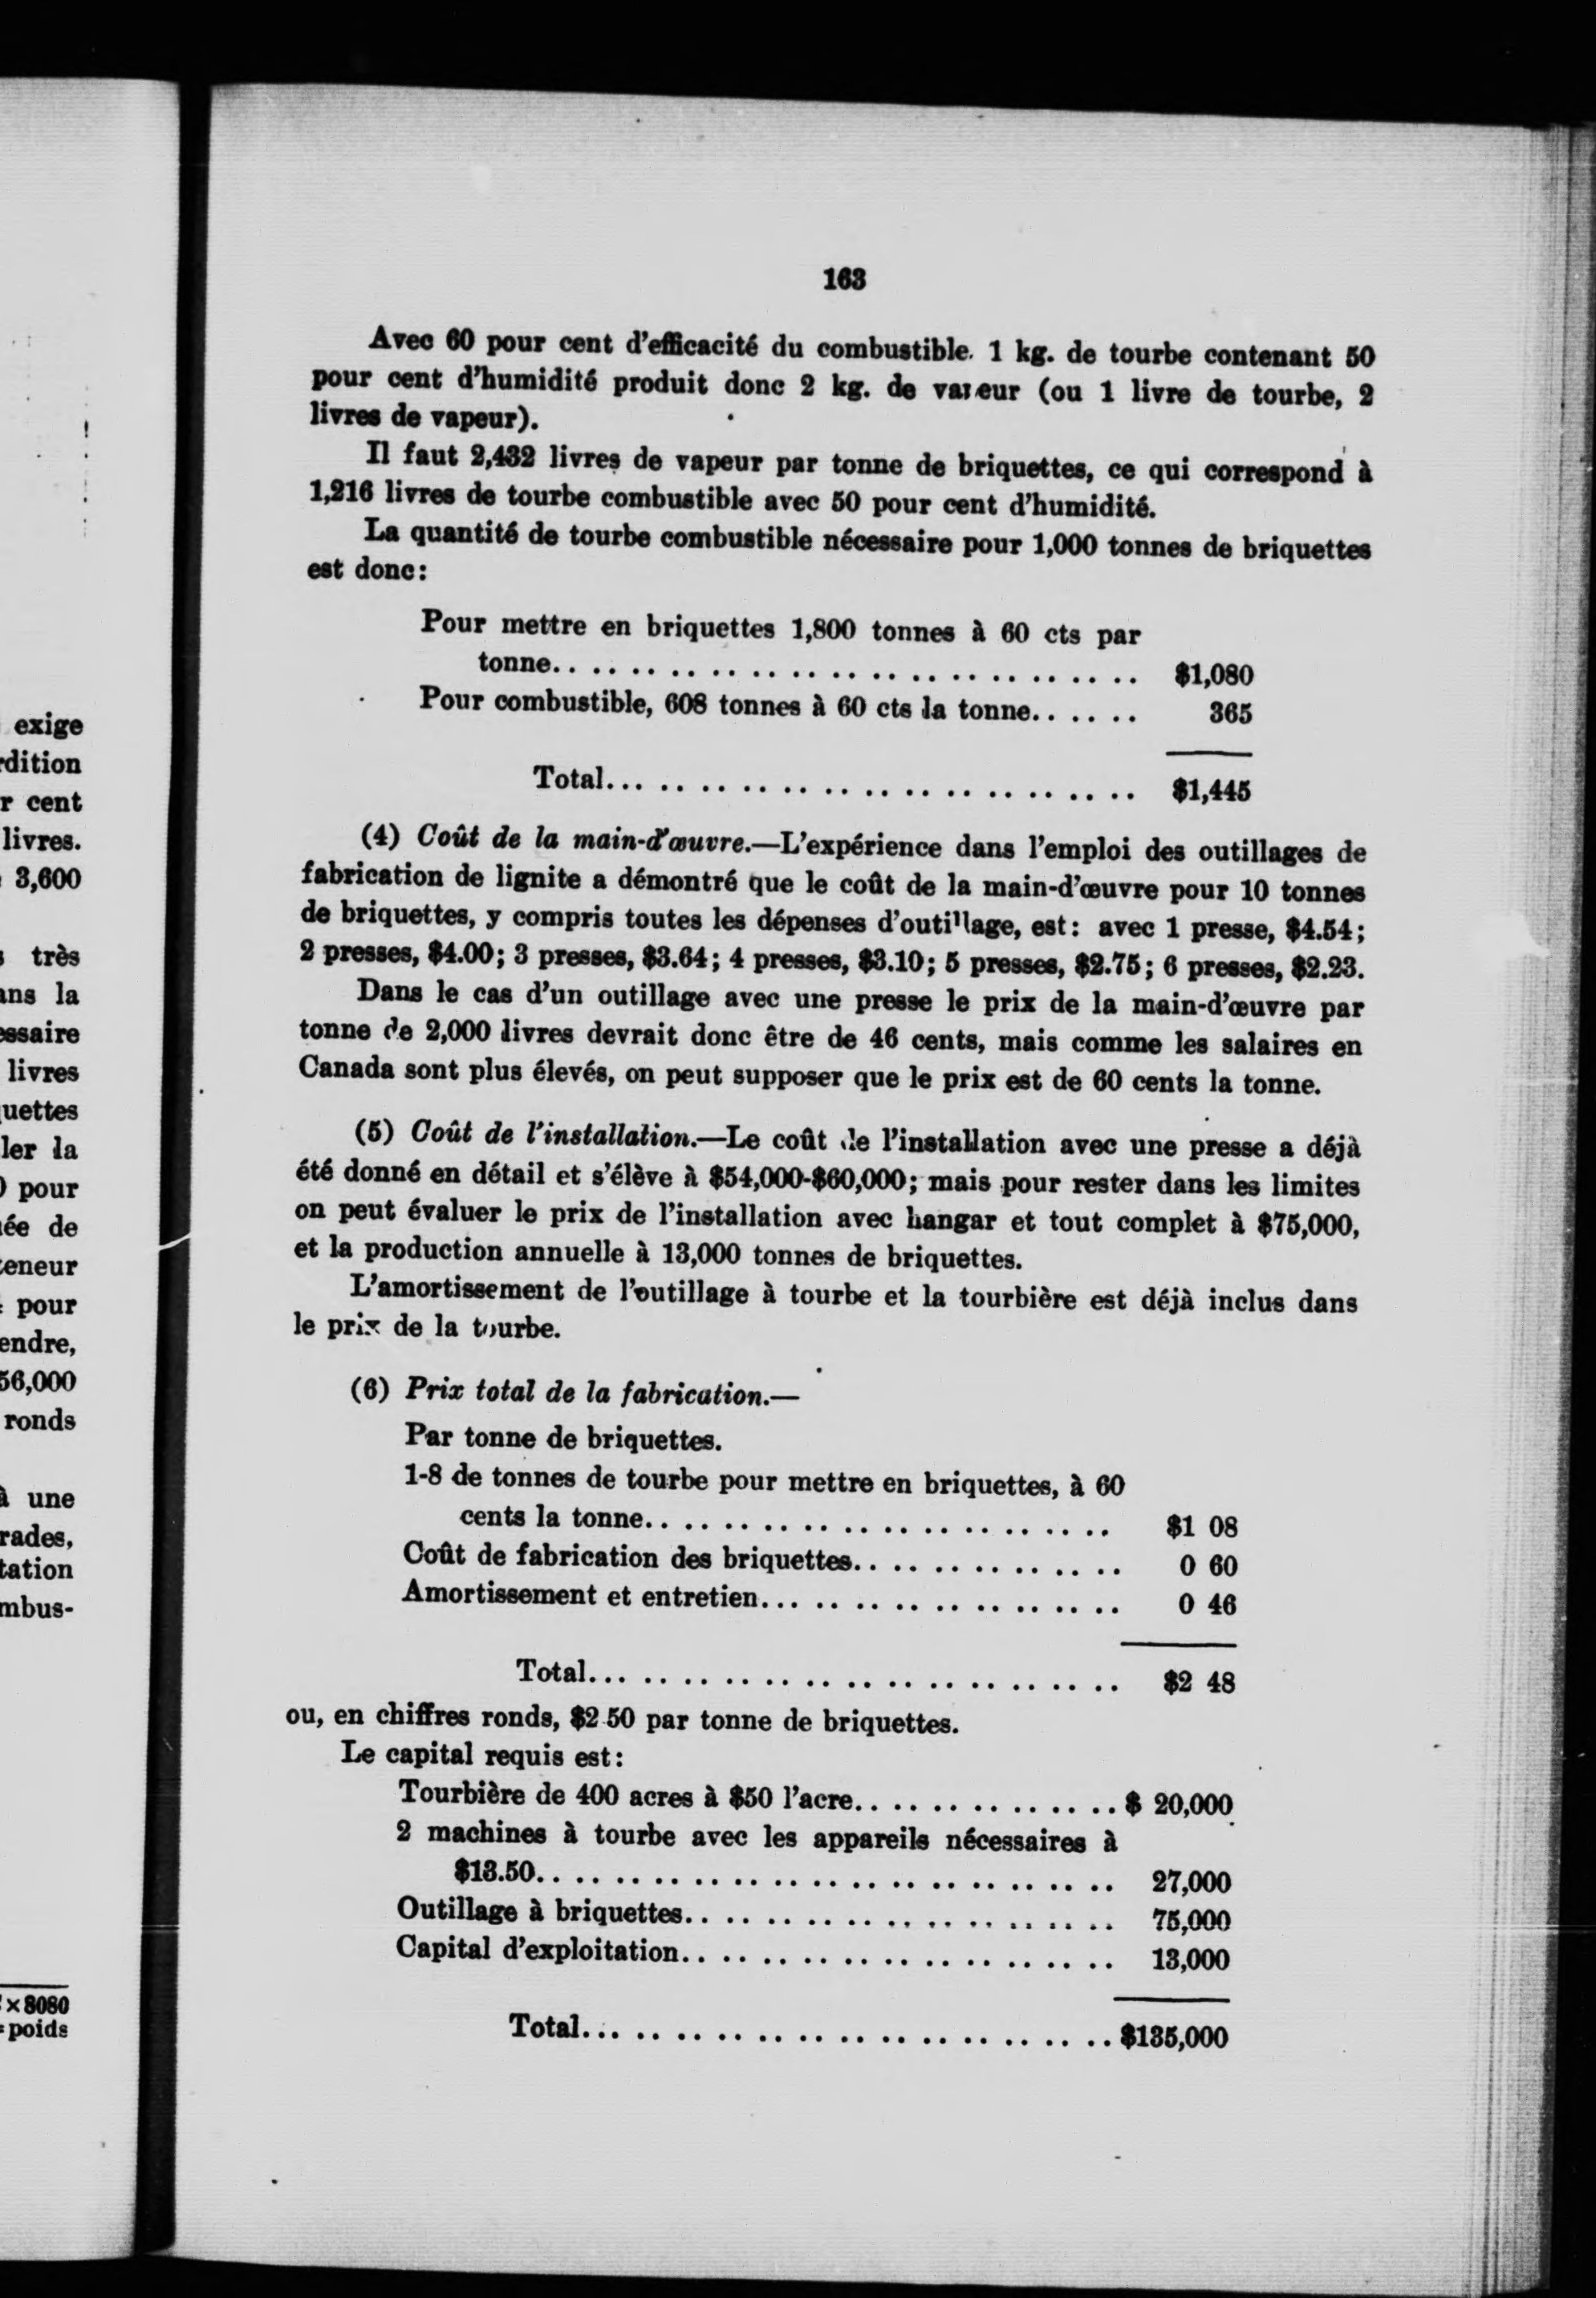 163
Avec 60 pour cent d'efficacité du combustible. 1 kg. de tourbe contenant 50
pour cent d'humidité produit donc 2 kg. de vapeur (ou 1 livre de tourbe, 2
livres de vapeur).
Il faut 2,432 livres de vapeur par tonne de briquettes, ce qui correspond à
1,216 livres de tourbe combustible avec 50 pour cent d'humidité.
La quantité de tourbe combustible nécessaire pour 1,000 tonnes de briquettes
est donc:
Pour mettre en briquettes 1,800 tonnes à 60 cts par
tonne.............................. $1,080
Pour combustible, 608 tonnes à 60 cts la tonne...... 365
Total........................... $1,445
(4) Coût de la main-d'œuvre.—L'expérience dans l'emploi des outillages de
fabrication de lignite a démontré que le coût de la main-d'œuvre pour 10 tonnes
de briquettes, y compris toutes les dépenses d'outillage, est: avec 1 presse, $4.54;
2 presses, $4.00; 3 presses, $3.64; 4 presses, $3.10; 5 presses, $2.75; 6 presses, $2.23.
Dans le cas d'un outillage avec une presse le prix de la main-d'œuvre par
tonne de 2,000 livres devrait donc être de 46 cents, mais comme les salaires en
Canada sont plus élevés, on peut supposer que le prix est de 60 cents la tonne.
(5) Coût de l'installation.—Le coût de l'installation avec une presse a déjà
été donné en détail et s'élève à $54,000-$60,000; mais pour rester dans les limites
on peut évaluer le prix de l'installation avec hangar et tout complet à $75,000,
et la production annuelle à 13,000 tonnes de briquettes.
L'amortissement de l'outillage à tourbe et la tourbière est déjà inclus dans
le prix de la tourbe.
(6) Prix total de la fabrication.—
Par tonne de briquettes.
1-8 de tonnes de tourbe pour mettre en briquettes, à 60
cents la tonne........................ $1 08
Coût de fabrication des briquettes.............. 0 60
Amortissement et entretien................... 0 46
Total........................... $2 48
ou, en chiffres ronds, $2.50 par tonne de briquettes.
Le capital requis est:
Tourbière de 400 acres à $50 l'acre.............. $ 20,000
2 machines à tourbe avec les appareils nécessaires à
$13.50.............................. 27,000
Outillage à briquettes...................... 75,000
Capital d'exploitation...................... 13,000
Total........................... $135,000
exige
dition
r cent
livres.
3,600
très
ans la
essaire
livres
uettes
ler la
pour
ée de
eneur
pour
endre,
56,000
ronds
à une
rades,
tation
mbus-
×8080
poids